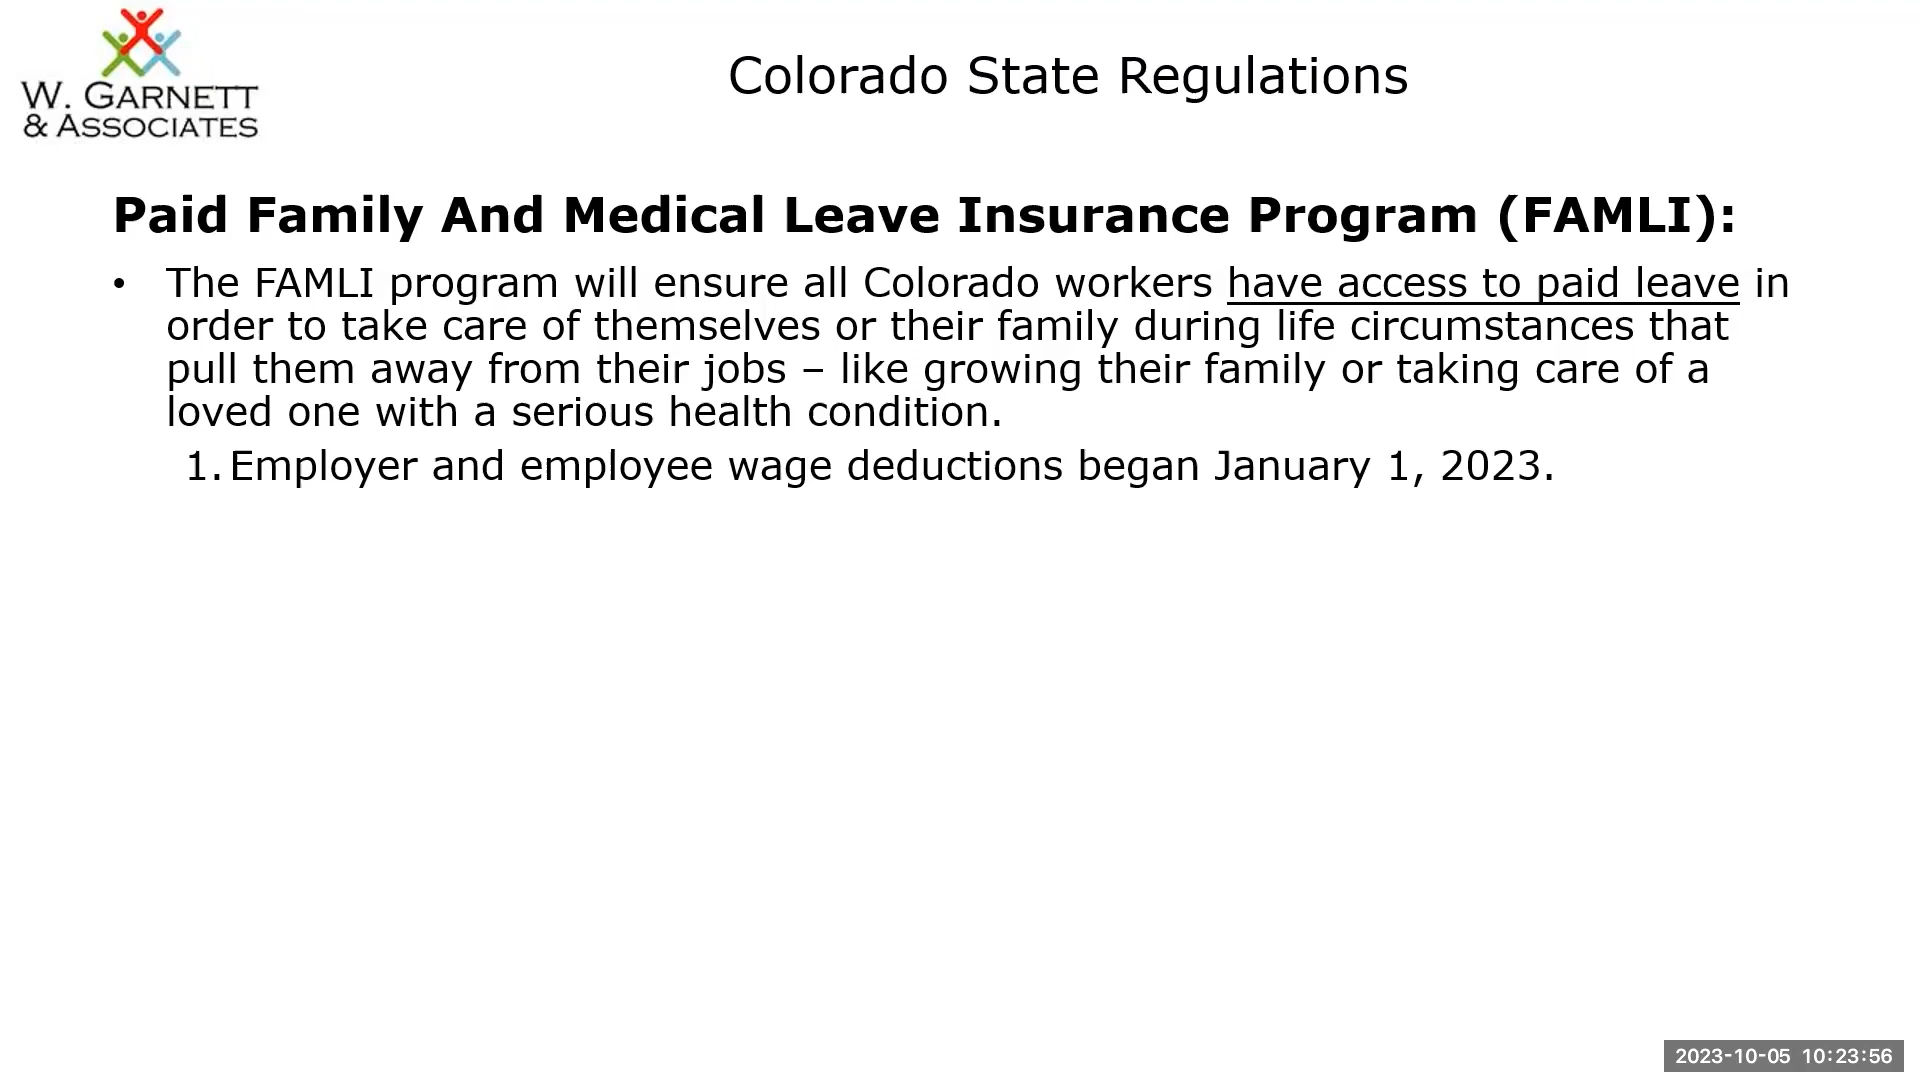 W. GARNETT
& ASSOCIATES
Colorado State Regulations
Paid Family And Medical Leave Insurance Program (FAMLI):
• The FAMLI program will ensure all Colorado workers have access to paid leave in
order to take care of themselves or their family during life circumstances that
pull them away from their jobs – like growing their family or taking care of a
loved one with a serious health condition.
1. Employer and employee wage deductions began January 1, 2023.
2023-10-05 10:23:56